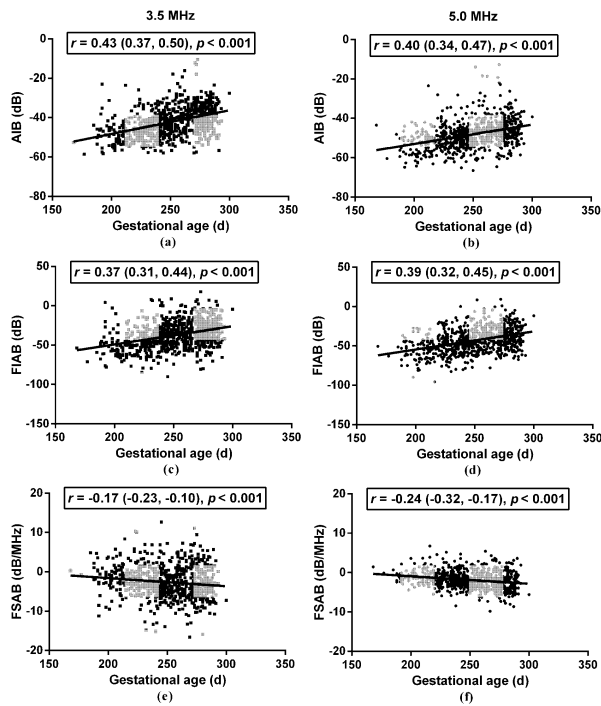 3.5 MHz
5.0 MHz
r = 0.43 (0.37, 0.50), p < 0.001
AIB (dB)
0
-20
-40
-60
-80
150
200
250
300
350
Gestational age (d)
(a)
r = 0.40 (0.34, 0.47), p < 0.001
AIB (dB)
0
-20
-40
-60
-80
150
200
250
300
350
Gestational age (d)
(b)
r = 0.37 (0.31, 0.44), p < 0.001
FIAB (dB)
50
0
-50
-100
-150
150
200
250
300
350
Gestational age (d)
(c)
r = 0.39 (0.32, 0.45), p < 0.001
FIAB (dB)
50
0
-50
-100
-150
150
200
250
300
350
Gestational age (d)
(d)
r = -0.17 (-0.23, -0.10), p < 0.001
FSAB (dB/MHz)
20
10
0
-10
-20
150
200
250
300
350
Gestational age (d)
(e)
r = -0.24 (-0.32, -0.17), p < 0.001
FSAB (dB/MHz)
20
10
0
-10
-20
150
200
250
300
350
Gestational age (d)
(f)